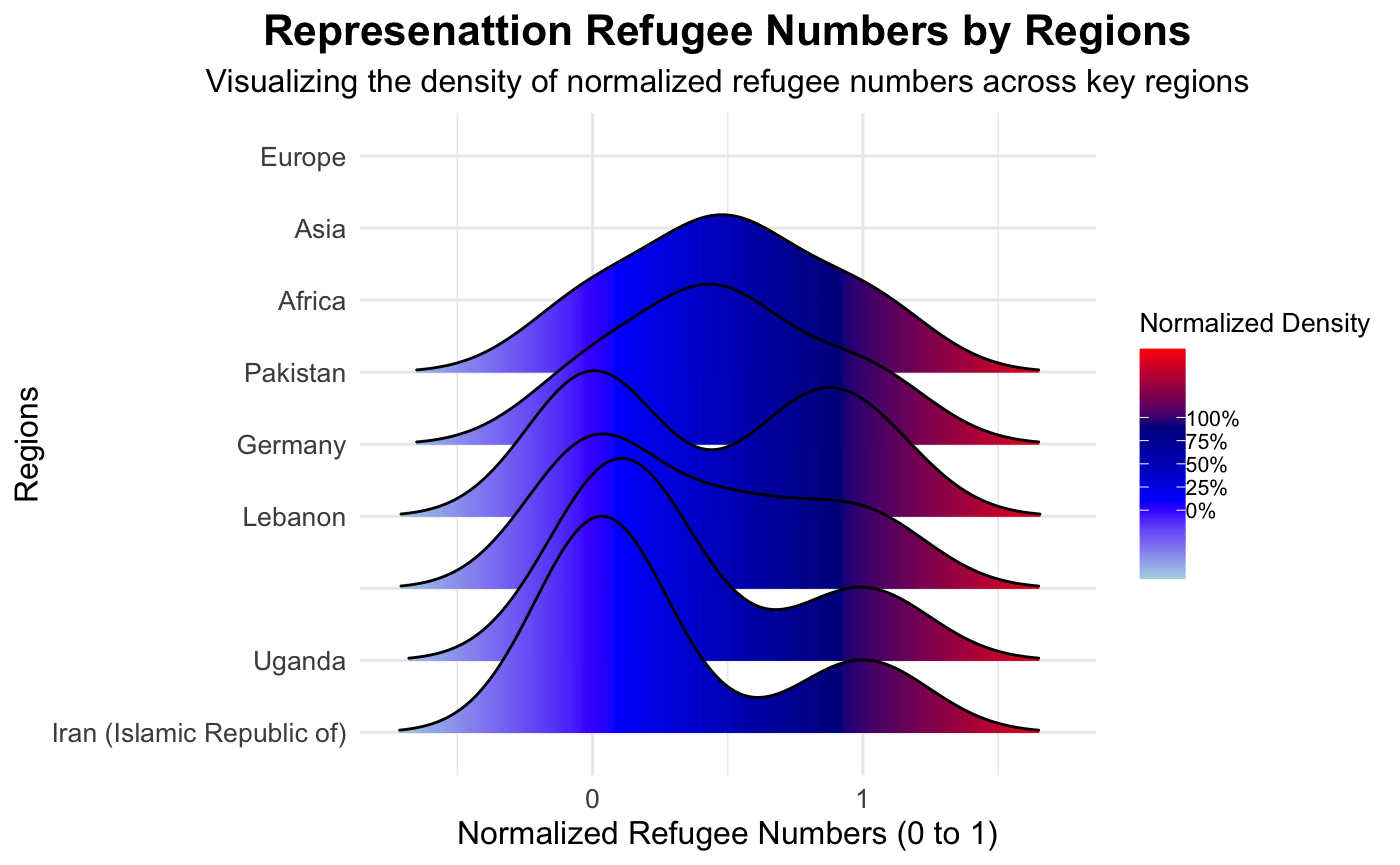 Represenattion Refugee Numbers by Regions
Visualizing the density of normalized refugee numbers across key regions
Europe
Asia
Africa
Pakistan
Germany
Lebanon
Uganda
Iran (Islamic Republic of)
Regions
0
1
Normalized Refugee Numbers (0 to 1)
Normalized Density
100%
75%
50%
25%
0%